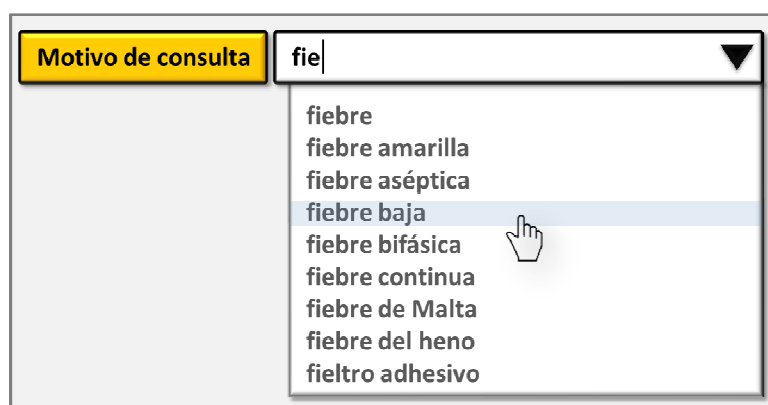 Motivo de consulta fie
fiebre
fiebre amarilla
fiebre aséptica
fiebre baja
fiebre bifásica
fiebre continua
fiebre de Malta
fiebre del heno
fieltro adhesivo